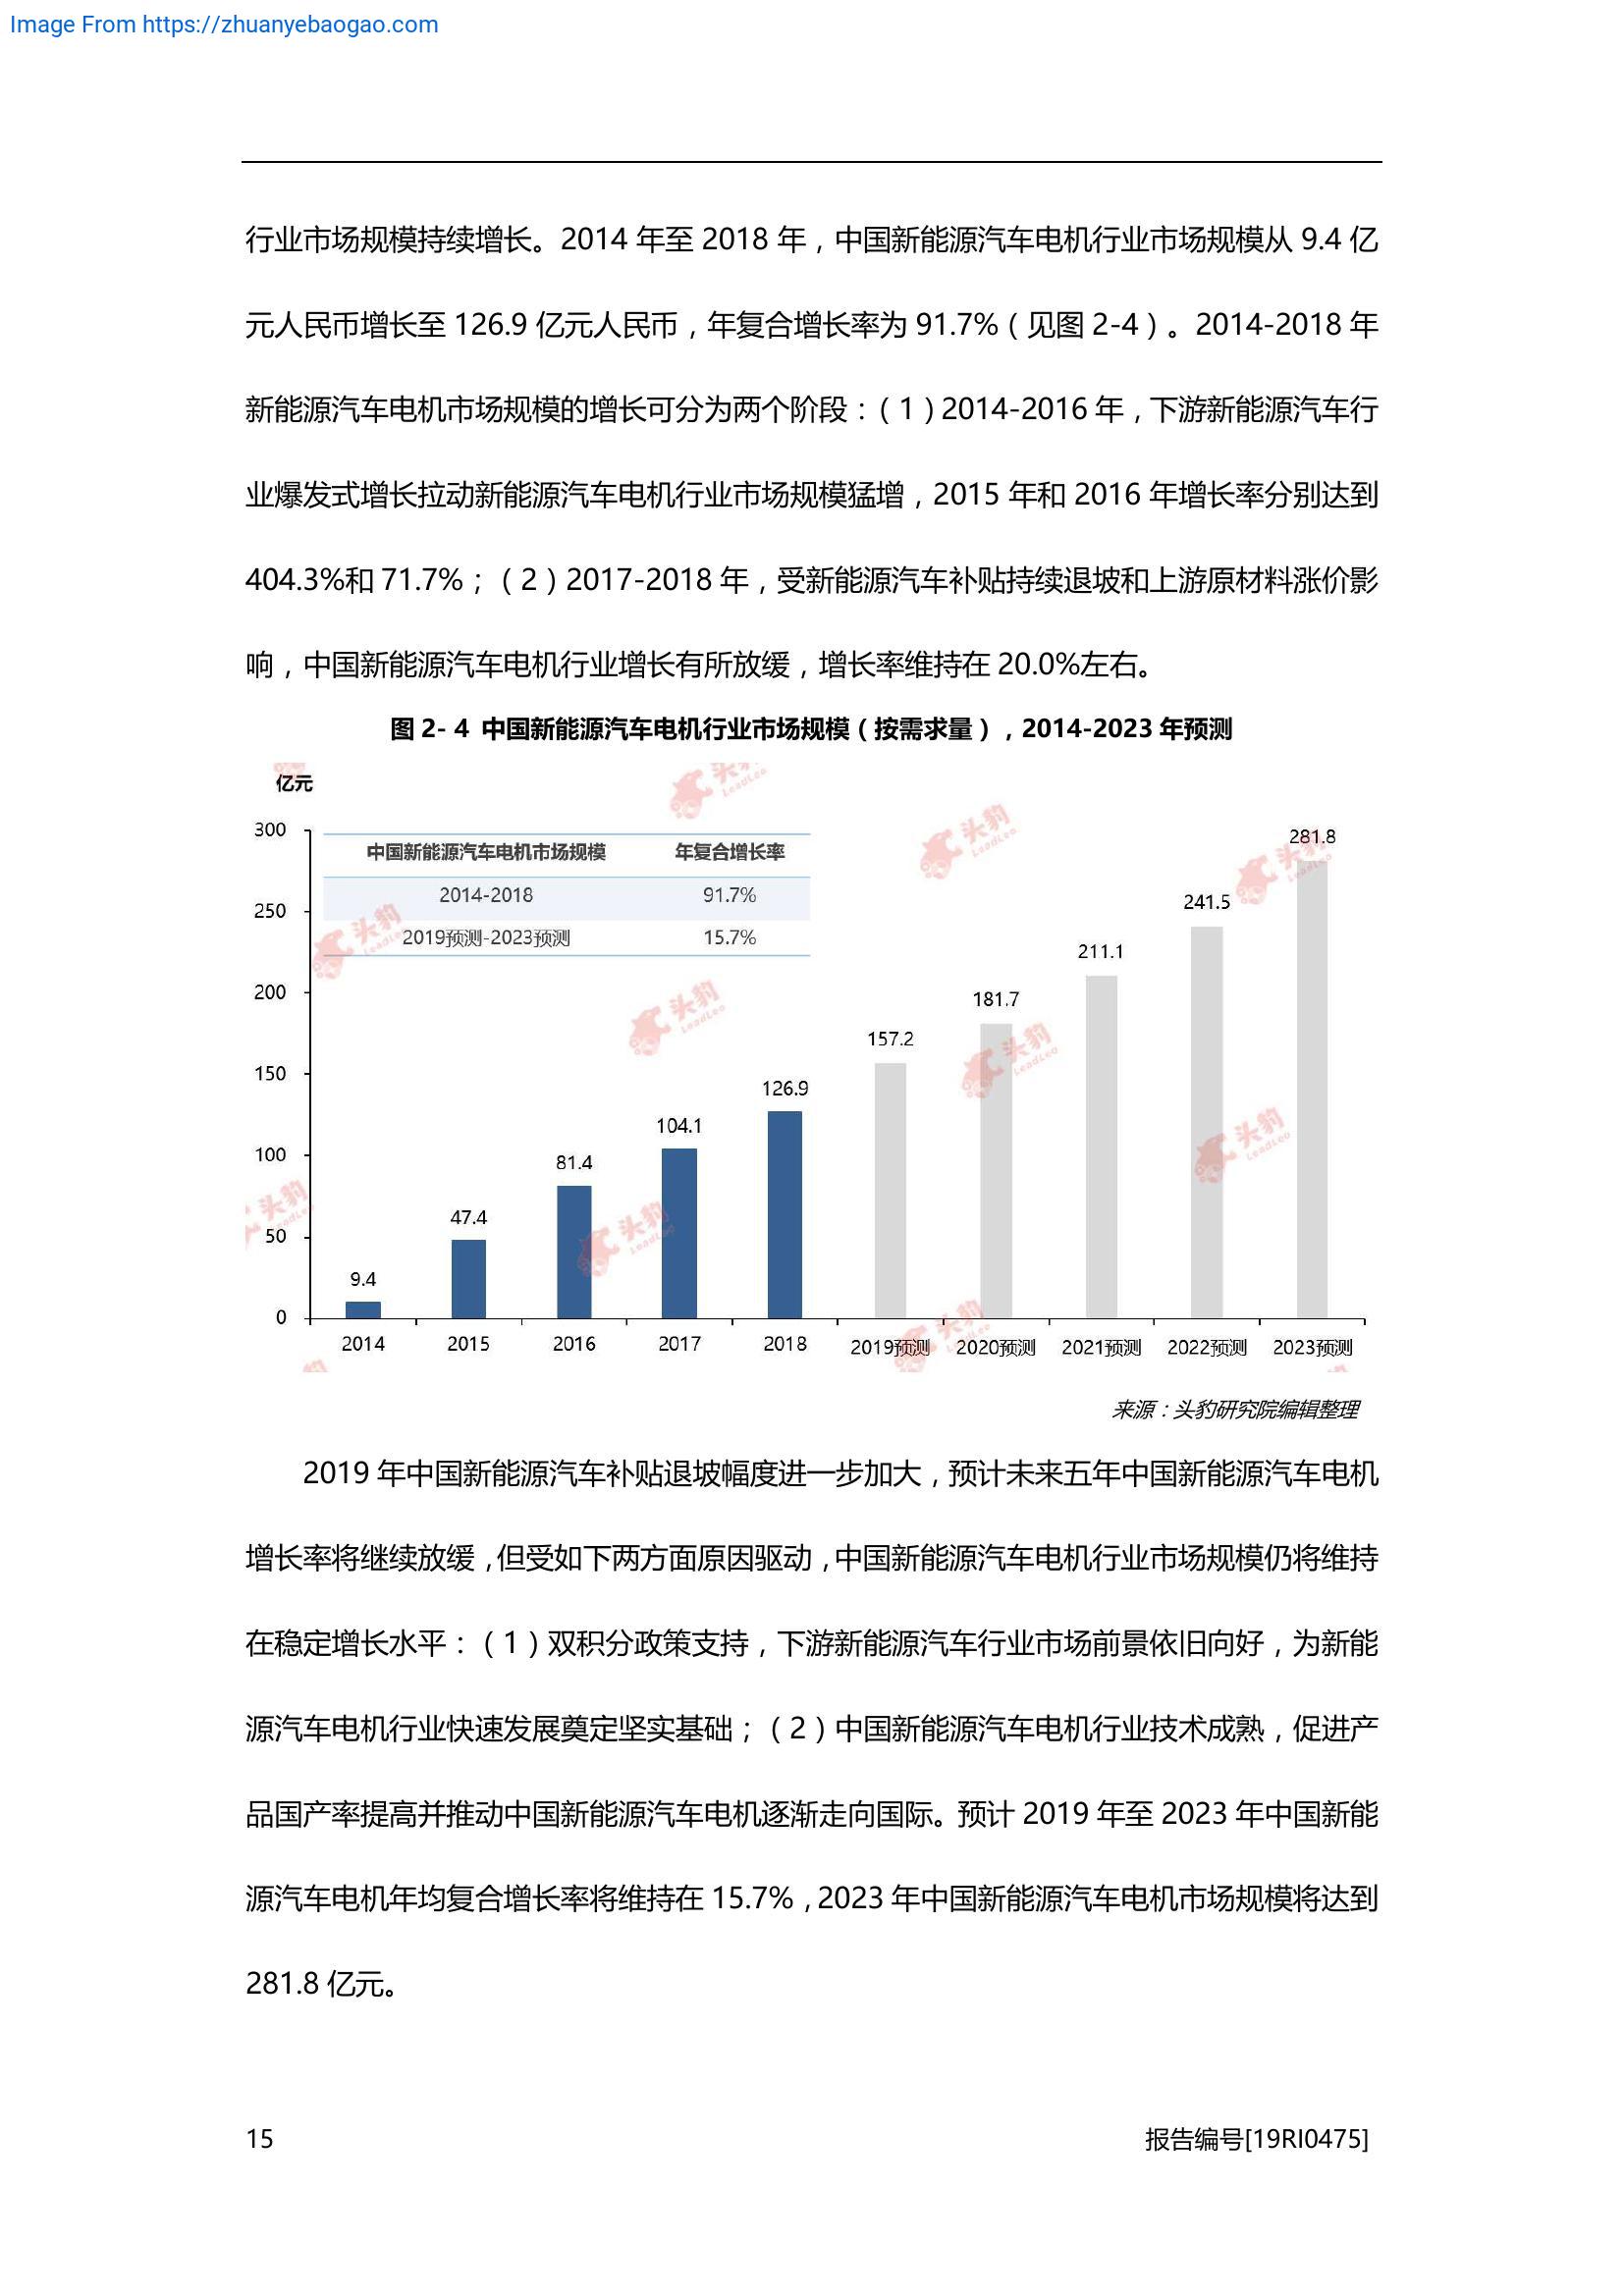 Image From https://zhuanyebaogao.com
行业市场规模持续增长。2014 年至 2018 年，中国新能源汽车电机行业市场规模从 9.4 亿
元人民币增长至 126.9 亿元人民币，年复合增长率为 91.7%（见图 2-4）。2014-2018 年
新能源汽车电机市场规模的增长可分为两个阶段：（1）2014-2016 年，下游新能源汽车行
业爆发式增长拉动新能源汽车电机行业市场规模猛增，2015 年和 2016 年增长率分别达到
404.3%和 71.7%；（2）2017-2018 年，受新能源汽车补贴持续退坡和上游原材料涨价影
响，中国新能源汽车电机行业增长有所放缓，增长率维持在 20.0%左右。
图 2- 4 中国新能源汽车电机行业市场规模（按需求量），2014-2023 年预测
亿元
中国新能源汽车电机市场规模 年复合增长率
2014-2018 91.7%
2019预测-2023预测 15.7%
300
250
200
150
100
50
0
9.4
47.4
81.4
104.1
126.9
157.2
181.7
211.1
241.5
281.8
2014 2015 2016 2017 2018 2019预测 2020预测 2021预测 2022预测 2023预测
头豹 LeadLeo
来源：头豹研究院编辑整理
2019 年中国新能源汽车补贴退坡幅度进一步加大，预计未来五年中国新能源汽车电机
增长率将继续放缓，但受如下两方面原因驱动，中国新能源汽车电机行业市场规模仍将维持
在稳定增长水平：（1）双积分政策支持，下游新能源汽车行业市场前景依旧向好，为新能
源汽车电机行业快速发展奠定坚实基础；（2）中国新能源汽车电机行业技术成熟，促进产
品国产率提高并推动中国新能源汽车电机逐渐走向国际。预计 2019 年至 2023 年中国新能
源汽车电机年均复合增长率将维持在 15.7%，2023 年中国新能源汽车电机市场规模将达到
281.8 亿元。
15 报告编号[19RI0475]